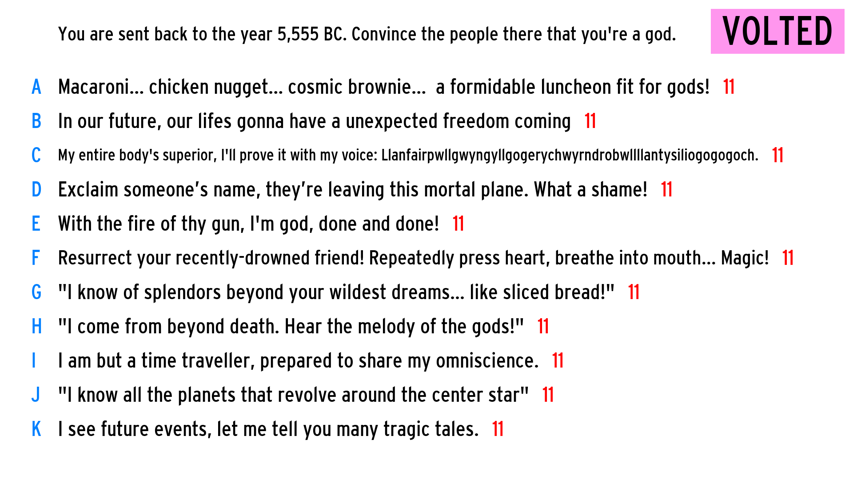 You are sent back to the year 5,555 BC. Convince the people there that you're a god.
VOLTED
A Macaroni... chicken nugget... cosmic brownie... a formidable luncheon fit for gods! 11
B In our future, our lifes gonna have a unexpected freedom coming 11
C My entire body's superior, I'll prove it with my voice: Llanfairpwllgwyngyllgogerychwyrndrobwllllantysiliogogogoch. 11
D Exclaim someone’s name, they’re leaving this mortal plane. What a shame! 11
E With the fire of thy gun, I'm god, done and done! 11
F Resurrect your recently-drowned friend! Repeatedly press heart, breathe into mouth... Magic! 11
G "I know of splendors beyond your wildest dreams... like sliced bread!" 11
H "I come from beyond death. Hear the melody of the gods!" 11
I I am but a time traveller, prepared to share my omniscience. 11
J "I know all the planets that revolve around the center star" 11
K I see future events, let me tell you many tragic tales. 11